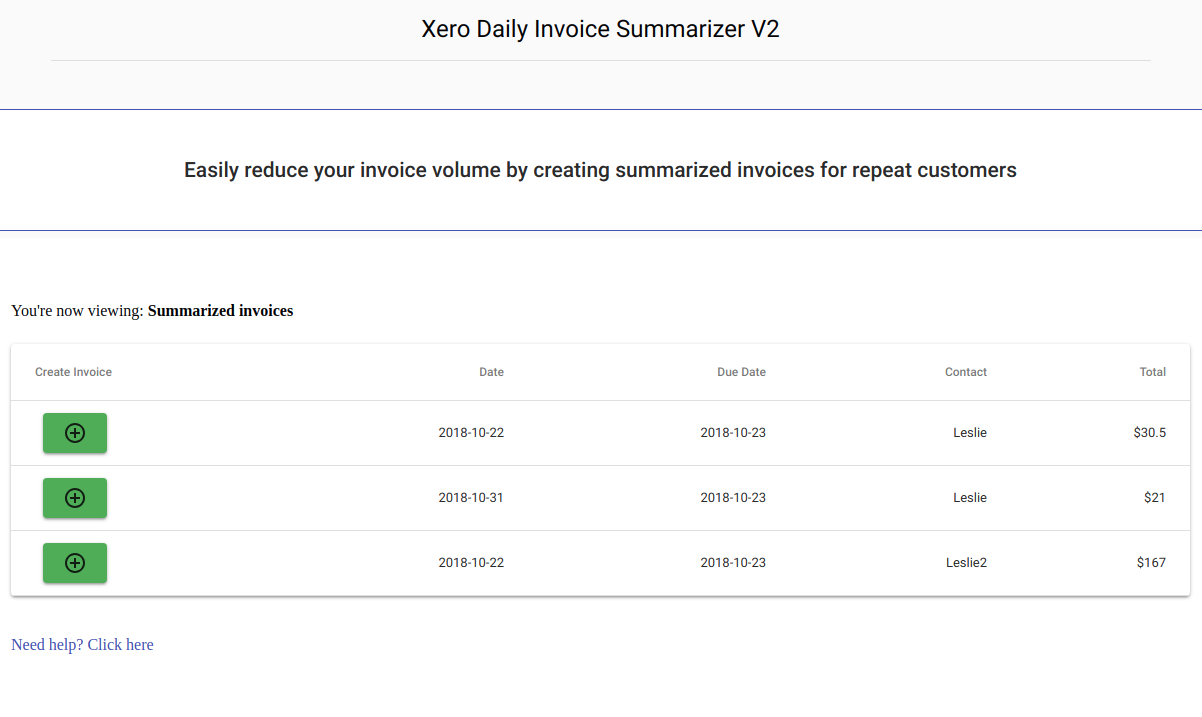 Xero Daily Invoice Summarizer V2
Easily reduce your invoice volume by creating summarized invoices for repeat customers
You're now viewing: Summarized invoices
Create Invoice Date Due Date Contact Total
2018-10-22 2018-10-23 Leslie $30.5
2018-10-31 2018-10-23 Leslie $21
2018-10-22 2018-10-23 Leslie2 $167
Need help? Click here